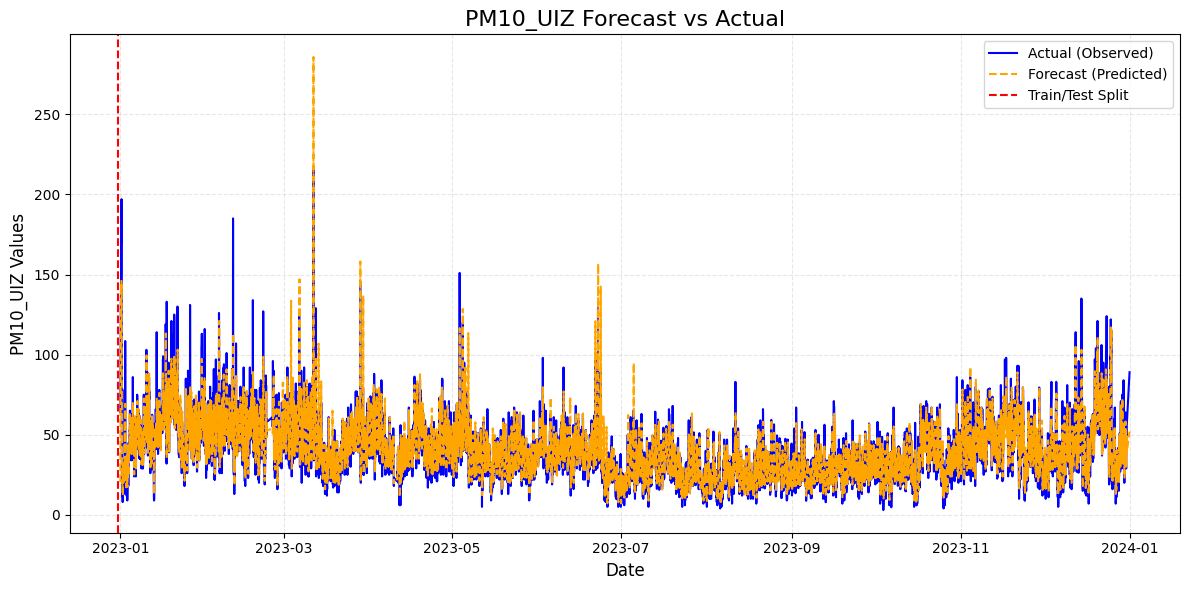 PM10_UIZ Forecast vs Actual
Actual (Observed)
Forecast (Predicted)
Train/Test Split
PM10_UIZ Values
250
200
150
100
50
0
2023-01
2023-03
2023-05
2023-07
2023-09
2023-11
2024-01
Date